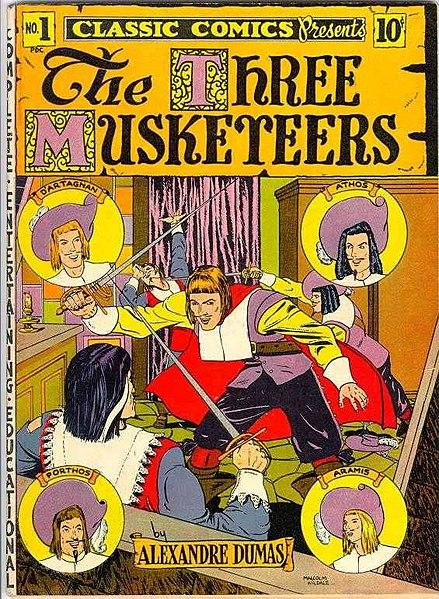 No. 1
PDC
CLASSIC COMICS Presents
10¢
The THREE
MUSKETEERS
COMPLETE · ENTERTAINING · EDUCATIONAL
D'ARTAGNAN
ATHOS
PORTHOS
ARAMIS
by
ALEXANDRE DUMAS
MALCOLM
KILDALE